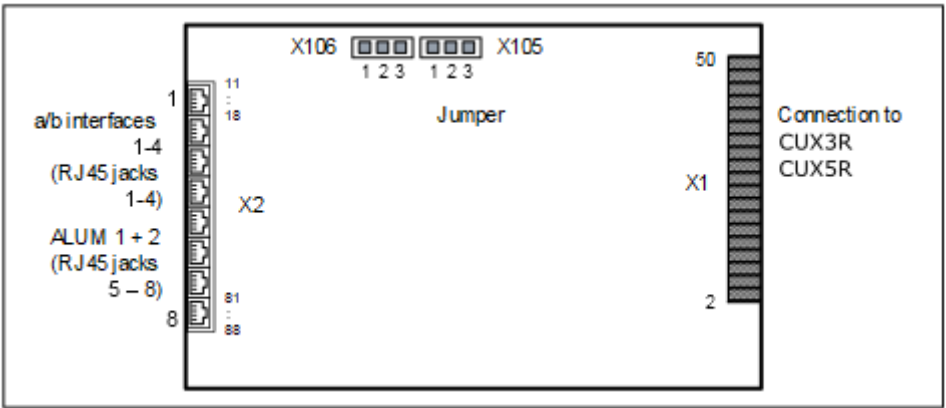 X106
X105
1 2 3
1 2 3
Jumper
50
1
11
:
18
a/b interfaces
1-4
(RJ45 jacks
1-4)
X2
ALUM 1 + 2
(RJ45 jacks
5 – 8)
8
81
:
88
X1
2
Connection to
CUX3R
CUX5R